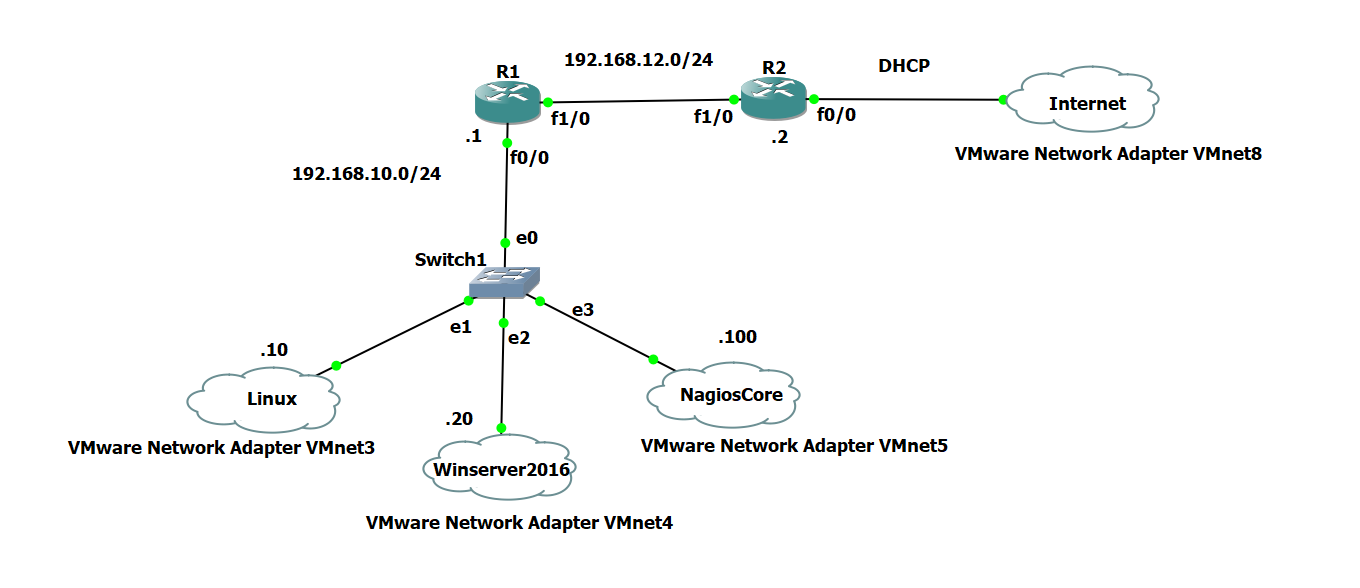 192.168.12.0/24
DHCP
R1
R2
Internet
f1/0
f1/0
f0/0
.1
.2
f0/0
VMware Network Adapter VMnet8
192.168.10.0/24
e0
Switch1
e1
e2
e3
.10
.100
Linux
NagiosCore
VMware Network Adapter VMnet3
.20
VMware Network Adapter VMnet5
Winserver2016
VMware Network Adapter VMnet4